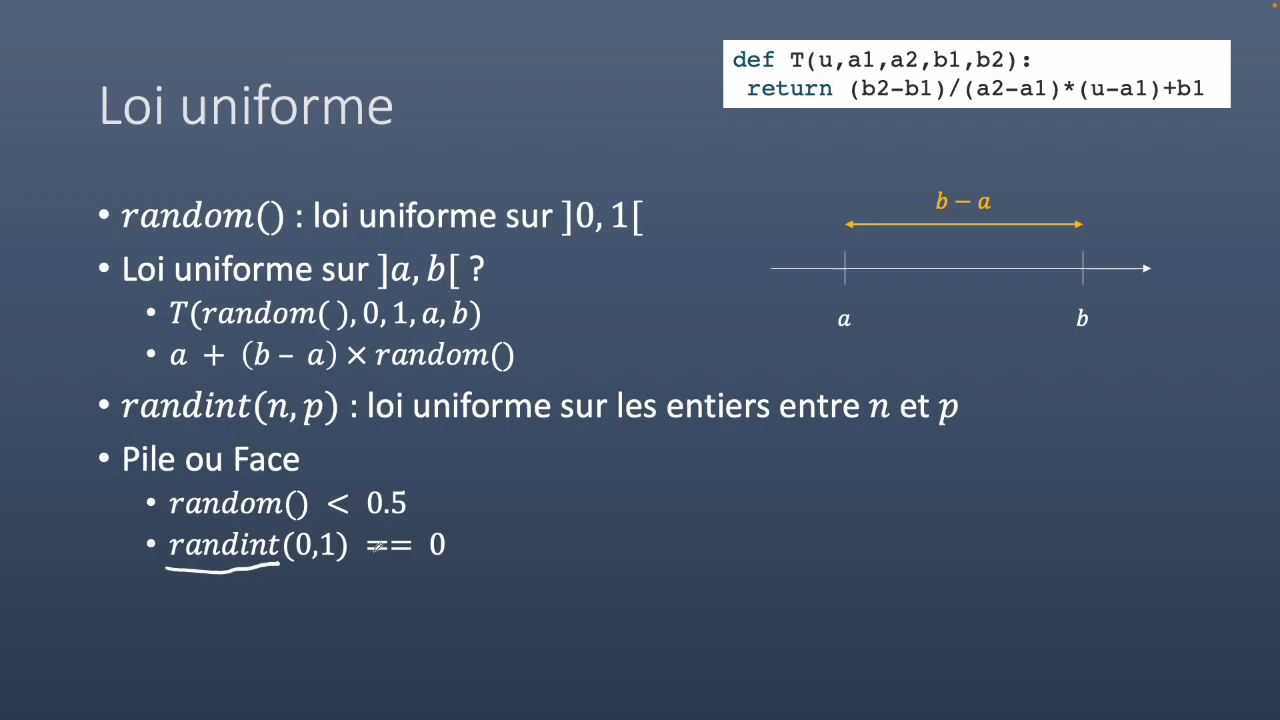 def T(u,a1,a2,b1,b2):
return (b2-b1)/(a2-a1)*(u-a1)+b1
Loi uniforme
• random() : loi uniforme sur ]0, 1[
• Loi uniforme sur ]a, b[ ?
• T(random( ), 0, 1, a, b)
• a + (b – a) × random()
b − a
a
b
• randint(n, p) : loi uniforme sur les entiers entre n et p
• Pile ou Face
• random() < 0.5
• randint(0,1) == 0